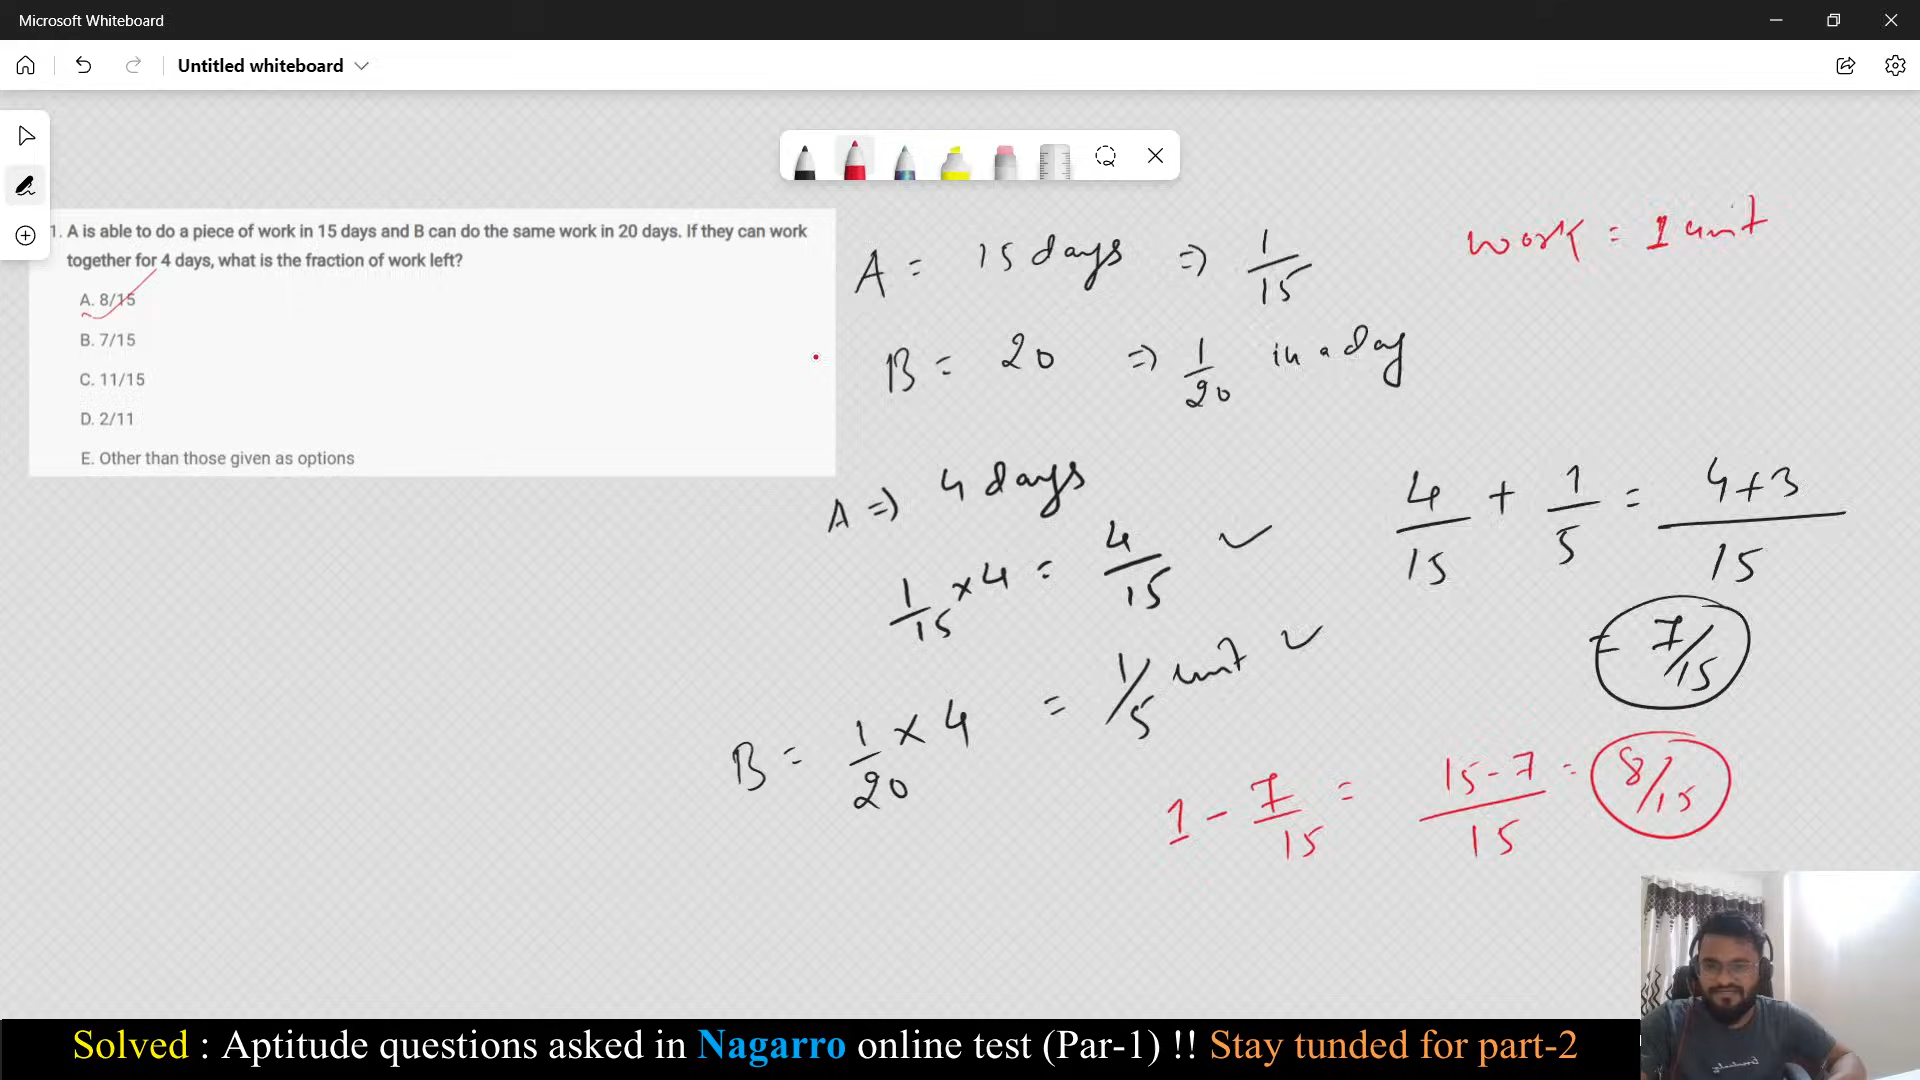 Microsoft Whiteboard
Untitled whiteboard
1. A is able to do a piece of work in 15 days and B can do the same work in 20 days. If they can work
together for 4 days, what is the fraction of work left?
A. 8/15
B. 7/15
C. 11/15
D. 2/11
E. Other than those given as options
work = 1 unit
A = 15 days => 1/15
B = 20 => 1/20 in a day
A => 4 days
1/15 x 4 = 4/15
4/15 + 1/5 = 4+3/15
= 7/15
B = 1/20 x 4 = 1/5 unit
1 - 7/15 = 15-7/15 = 8/15
Solved : Aptitude questions asked in Nagarro online test (Par-1) !! Stay tunded for part-2